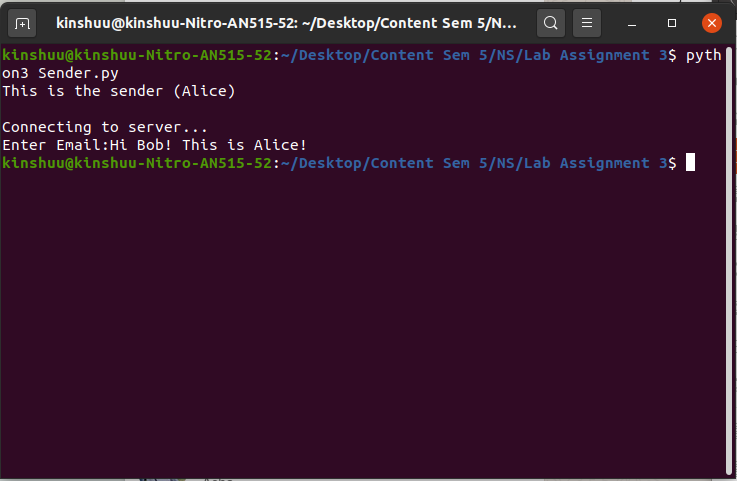 kinshuu@kinshuu-Nitro-AN515-52: ~/Desktop/Content Sem 5/N...
kinshuu@kinshuu-Nitro-AN515-52:~/Desktop/Content Sem 5/NS/Lab Assignment 3$ pyth
on3 Sender.py
This is the sender (Alice)
Connecting to server...
Enter Email:Hi Bob! This is Alice!
kinshuu@kinshuu-Nitro-AN515-52:~/Desktop/Content Sem 5/NS/Lab Assignment 3$